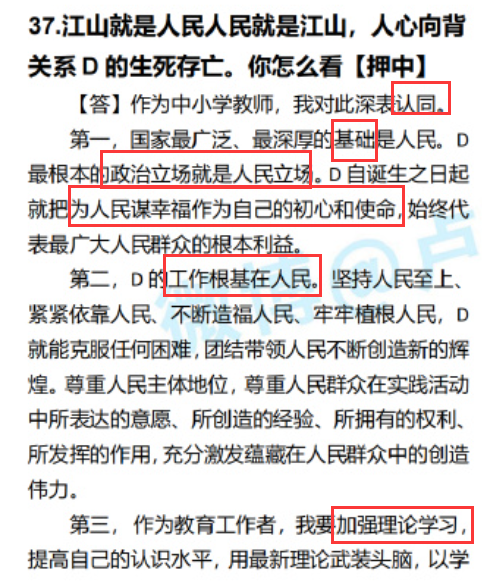 37.江山就是人民人民就是江山，人心向背
关系 D 的生死存亡。你怎么看【押中】
【答】作为中小学教师，我对此深表认同。
第一，国家最广泛、最深厚的基础是人民。D
最根本的政治立场就是人民立场。D 自诞生之日起
就把为人民谋幸福作为自己的初心和使命，始终代
表最广大人民群众的根本利益。
第二，D 的工作根基在人民。坚持人民至上、
紧紧依靠人民、不断造福人民、牢牢植根人民，D
就能克服任何困难，团结带领人民不断创造新的辉
煌。尊重人民主体地位，尊重人民群众在实践活动
中所表达的意愿、所创造的经验、所拥有的权利、
所发挥的作用，充分激发蕴藏在人民群众中的创造
伟力。
第三，作为教育工作者，我要加强理论学习，
提高自己的认识水平，用最新理论武装头脑，以学
微博@卢